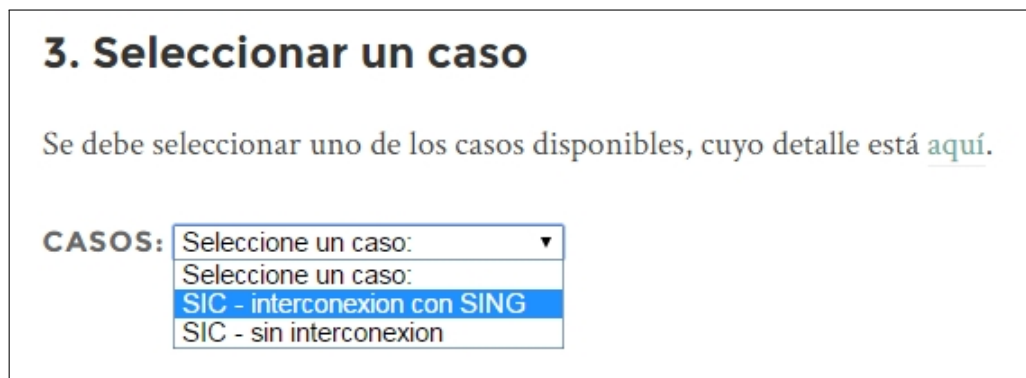 3. Seleccionar un caso
Se debe seleccionar uno de los casos disponibles, cuyo detalle está aquí.
CASOS: Seleccione un caso:
Seleccione un caso:
SIC - interconexion con SING
SIC - sin interconexion